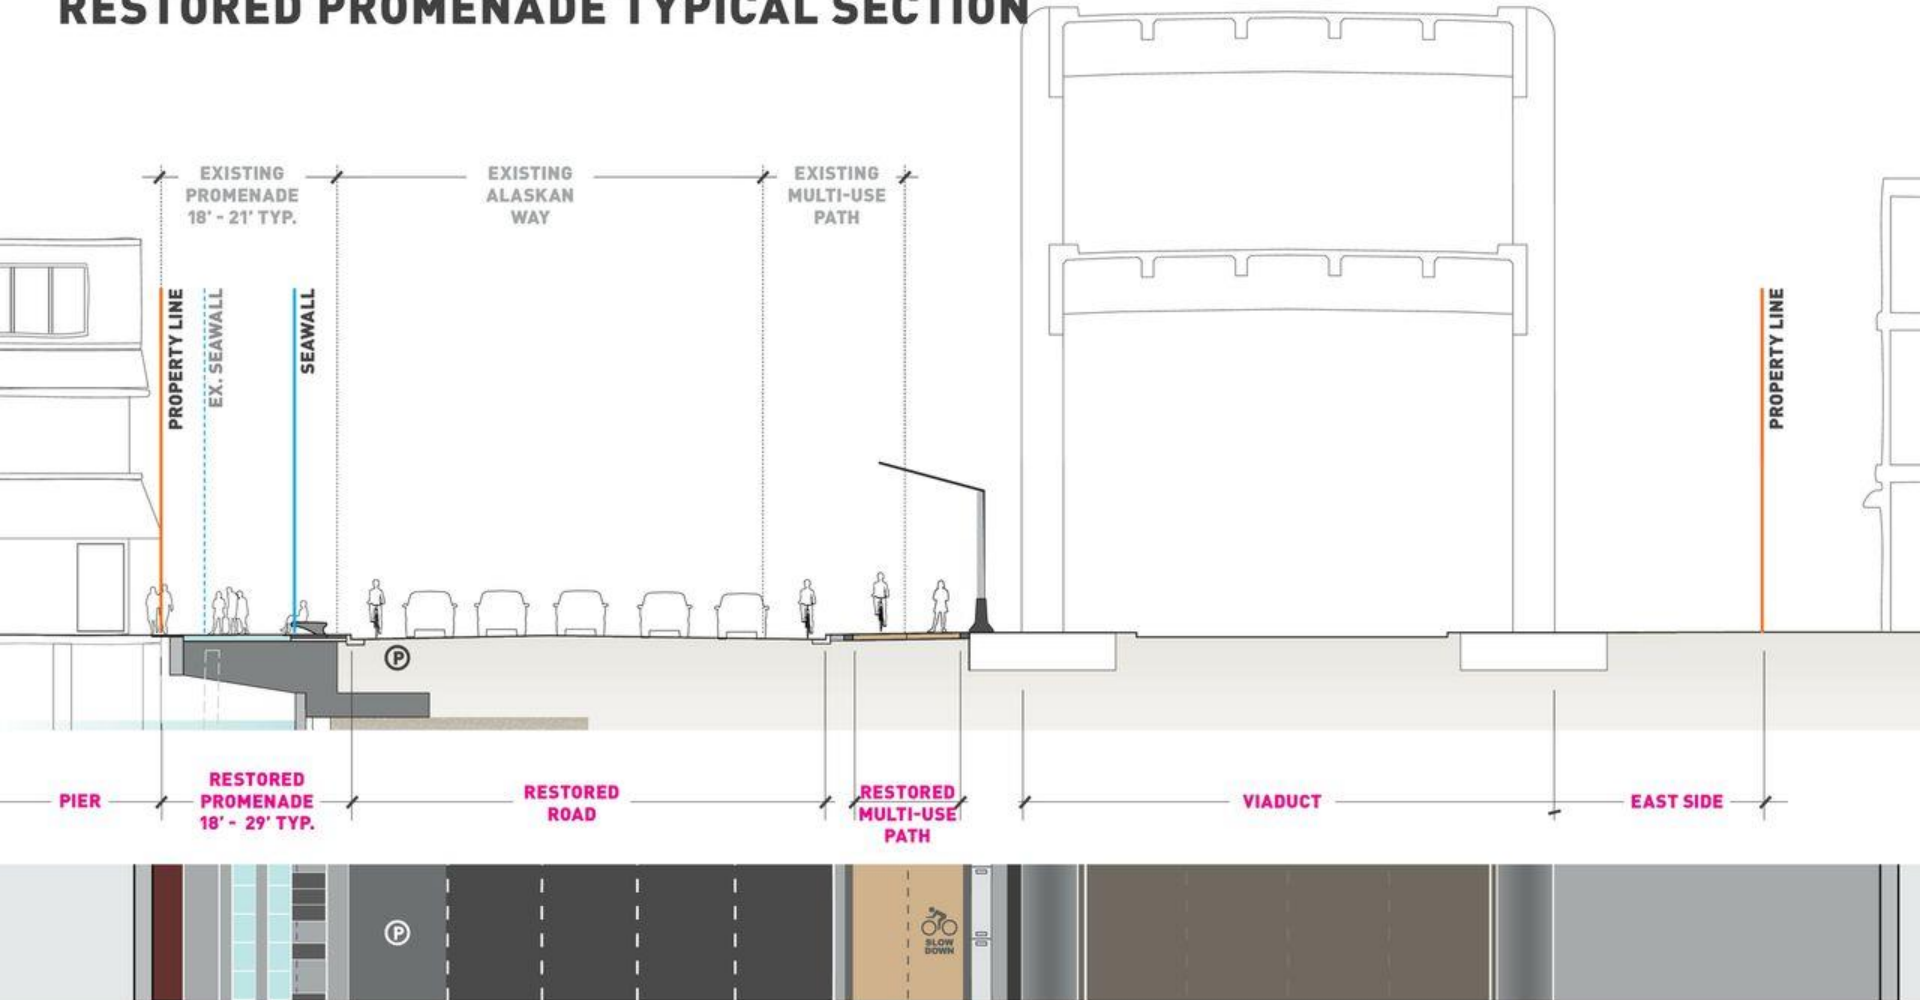 RESTORED PROMENADE TYPICAL SECTION
EXISTING
PROMENADE
18' - 21' TYP.
EXISTING
ALASKAN
WAY
EXISTING
MULTI-USE
PATH
PROPERTY LINE
EX. SEAWALL
SEAWALL
PROPERTY LINE
P
PIER
RESTORED
PROMENADE
18' - 29' TYP.
RESTORED
ROAD
RESTORED
MULTI-USE
PATH
VIADUCT
EAST SIDE
P
SLOW
DOWN